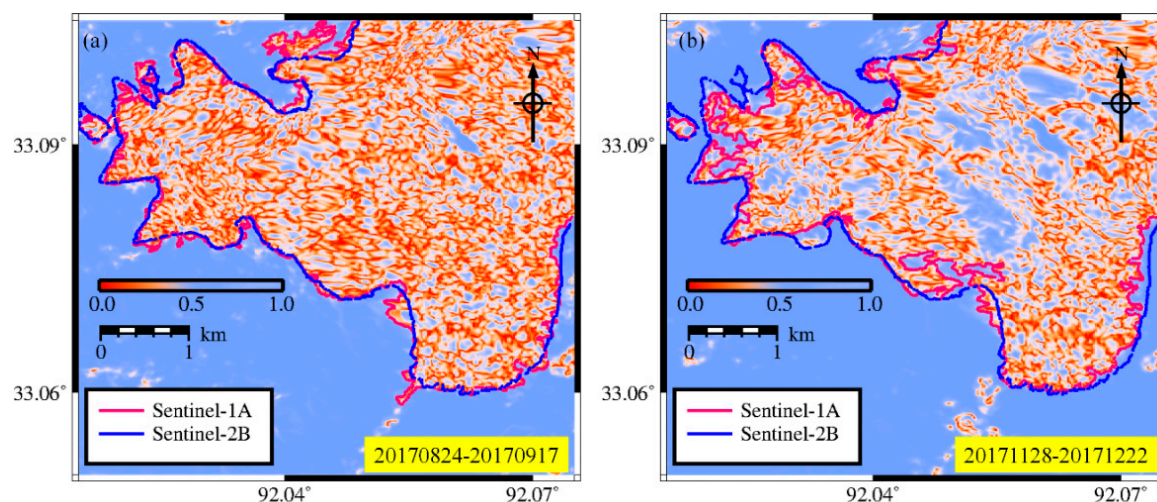 (a)
N
33.09°
0.0 0.5 1.0
km
0 1
33.06°
Sentinel-1A
Sentinel-2B
20170824-20170917
92.04° 92.07°
(b)
N
33.09°
0.0 0.5 1.0
km
0 1
33.06°
Sentinel-1A
Sentinel-2B
20171128-20171222
92.04° 92.07°